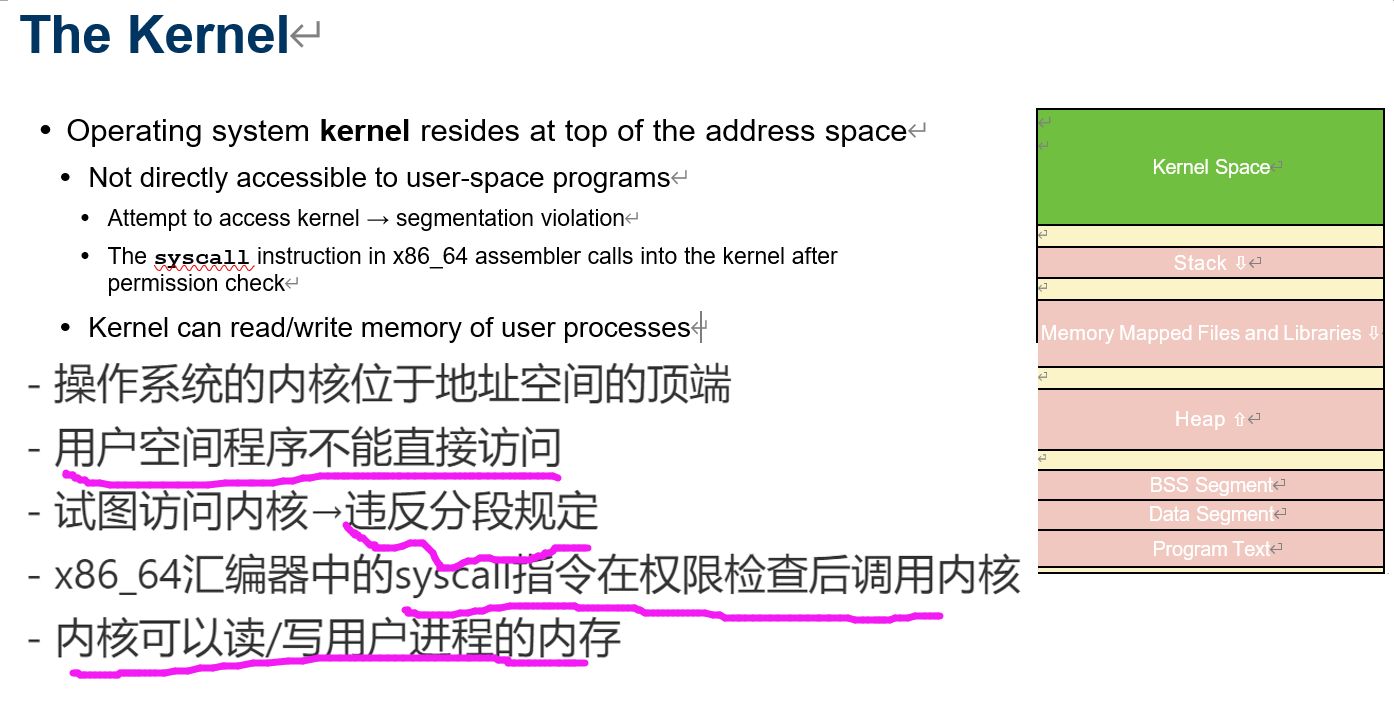 The Kernel
• Operating system kernel resides at top of the address space
• Not directly accessible to user-space programs
• Attempt to access kernel → segmentation violation
• The syscall instruction in x86_64 assembler calls into the kernel after
permission check
• Kernel can read/write memory of user processes
- 操作系统的内核位于地址空间的顶端
- 用户空间程序不能直接访问
- 试图访问内核→违反分段规定
- x86_64汇编器中的syscall指令在权限检查后调用内核
- 内核可以读/写用户进程的内存
Kernel Space
Stack ⇩
Memory Mapped Files and Libraries ⇩
Heap ⇧
BSS Segment
Data Segment
Program Text